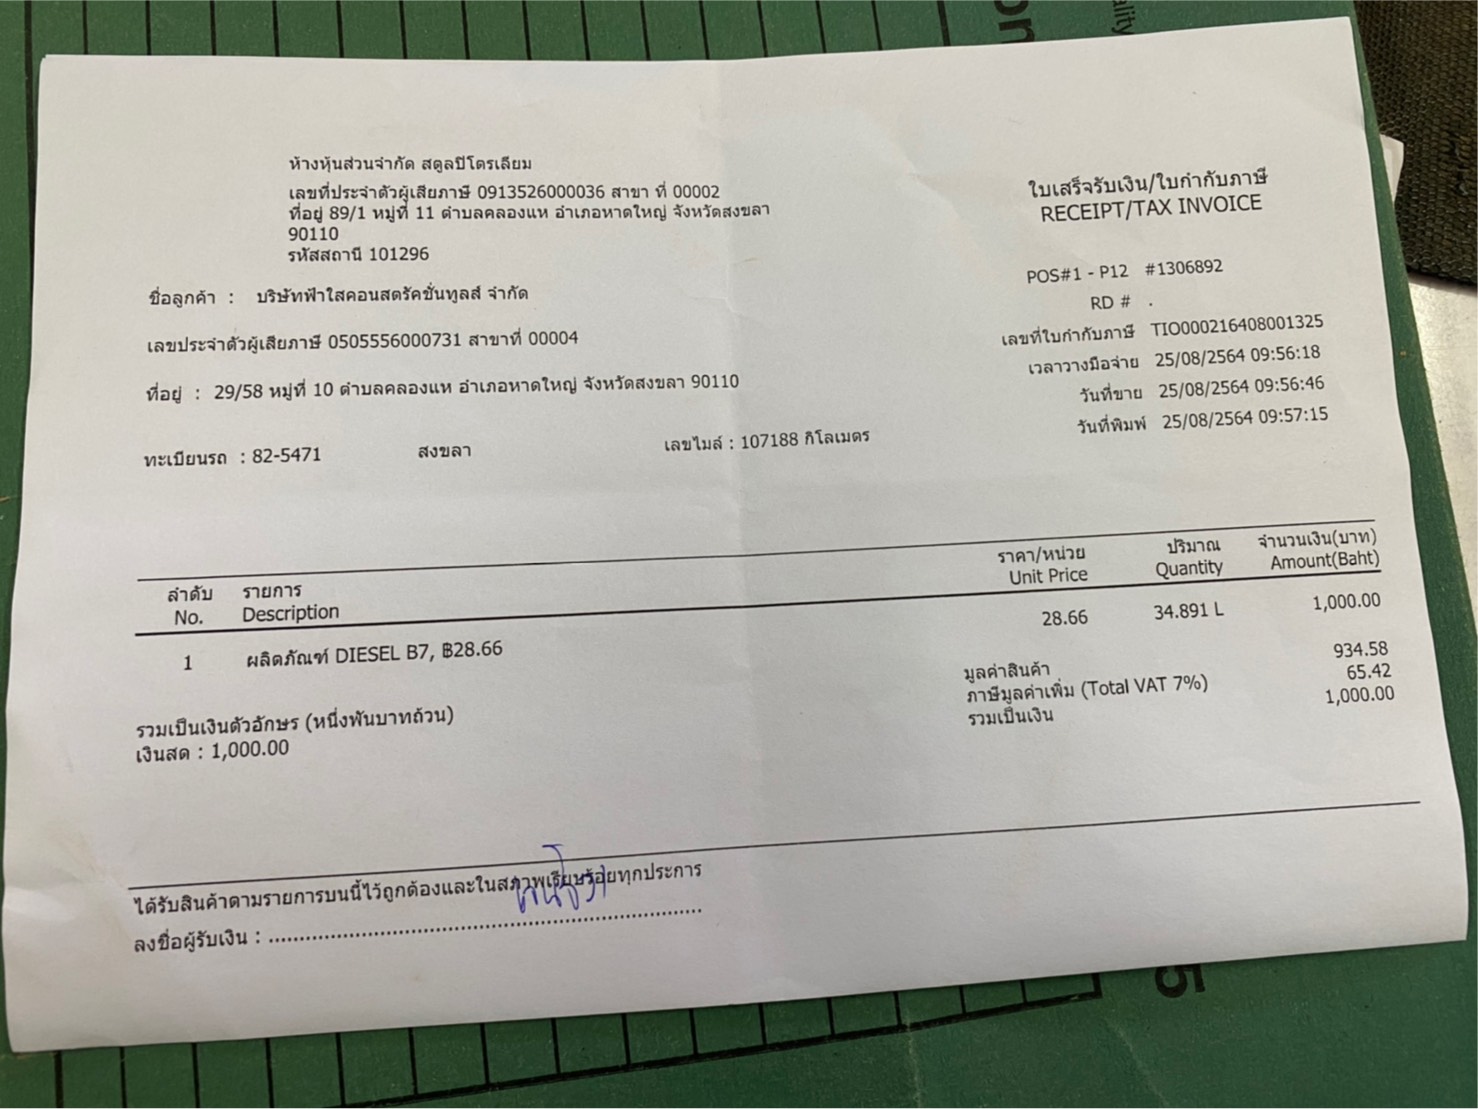 ห้างหุ้นส่วนจำกัด สตูลปิโตรเลียม
เลขที่ประจำตัวผู้เสียภาษี 0913526000036 สาขา ที่ 00002
ที่อยู่ 89/1 หมู่ที่ 11 ตำบลคลองแห อำเภอหาดใหญ่ จังหวัดสงขลา
90110
รหัสสถานี 101296
ใบเสร็จรับเงิน/ใบกำกับภาษี
RECEIPT/TAX INVOICE
POS#1 - P12 #1306892
RD # .
เลขที่ใบกำกับภาษี TIO000216408001325
เวลาวางมือจ่าย 25/08/2564 09:56:18
วันที่ขาย 25/08/2564 09:56:46
วันที่พิมพ์ 25/08/2564 09:57:15
ชื่อลูกค้า : บริษัทฟ้าใสคอนสตรัคชั่นทูลส์ จำกัด
เลขประจำตัวผู้เสียภาษี 0505556000731 สาขาที่ 00004
ที่อยู่ : 29/58 หมู่ที่ 10 ตำบลคลองแห อำเภอหาดใหญ่ จังหวัดสงขลา 90110
ทะเบียนรถ : 82-5471 สงขลา เลขไมล์ : 107188 กิโลเมตร
ลำดับ รายการ ราคา/หน่วย ปริมาณ จำนวนเงิน(บาท)
No. Description Unit Price Quantity Amount(Baht)
1 ผลิตภัณฑ์ DIESEL B7, ฿28.66 28.66 34.891 L 1,000.00
มูลค่าสินค้า 934.58
ภาษีมูลค่าเพิ่ม (Total VAT 7%) 65.42
รวมเป็นเงิน 1,000.00
รวมเป็นเงินตัวอักษร (หนึ่งพันบาทถ้วน)
เงินสด : 1,000.00
ได้รับสินค้าตามรายการบนนี้ไว้ถูกต้องและในสภาพเรียบร้อยทุกประการ
ลงชื่อผู้รับเงิน : ......................................................................
5